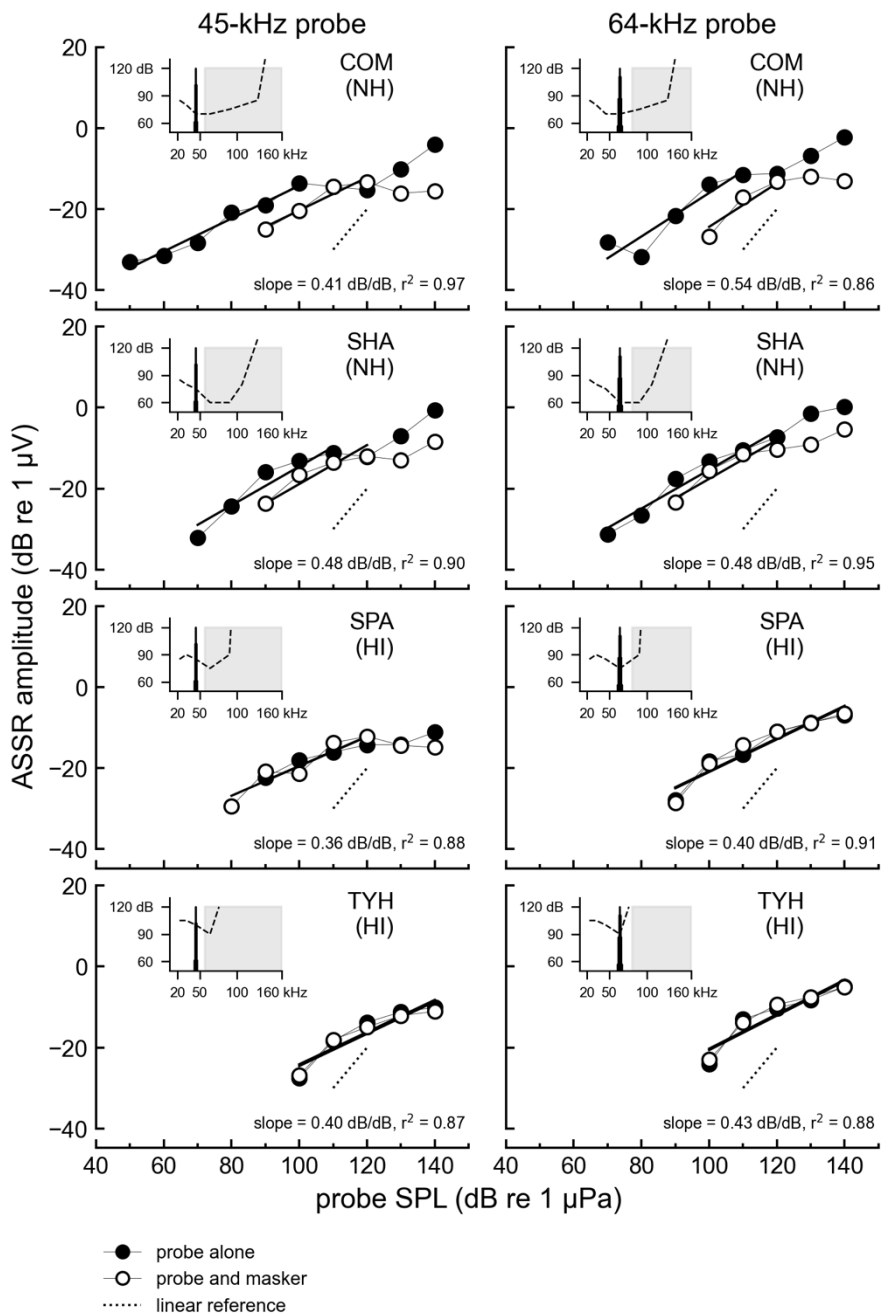 45-kHz probe
64-kHz probe
20
0
−20
−40
120 dB
90
60
20 50 100 160 kHz
COM
(NH)
slope = 0.41 dB/dB, r² = 0.97
120 dB
90
60
20 50 100 160 kHz
COM
(NH)
slope = 0.54 dB/dB, r² = 0.86
20
0
−20
−40
120 dB
90
60
20 50 100 160 kHz
SHA
(NH)
slope = 0.48 dB/dB, r² = 0.90
120 dB
90
60
20 50 100 160 kHz
SHA
(NH)
slope = 0.48 dB/dB, r² = 0.95
20
0
−20
−40
120 dB
90
60
20 50 100 160 kHz
SPA
(HI)
slope = 0.36 dB/dB, r² = 0.88
120 dB
90
60
20 50 100 160 kHz
SPA
(HI)
slope = 0.40 dB/dB, r² = 0.91
20
0
−20
−40
120 dB
90
60
20 50 100 160 kHz
TYH
(HI)
slope = 0.40 dB/dB, r² = 0.87
120 dB
90
60
20 50 100 160 kHz
TYH
(HI)
slope = 0.43 dB/dB, r² = 0.88
ASSR amplitude (dB re 1 µV)
40 60 80 100 120 140
40 60 80 100 120 140
probe SPL (dB re 1 µPa)
probe alone
probe and masker
linear reference